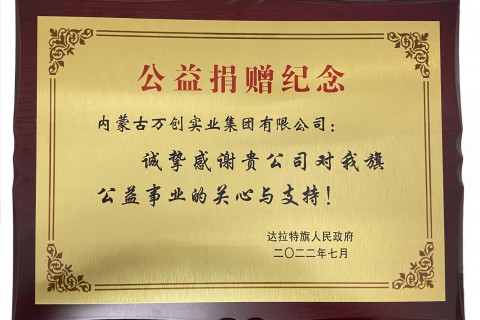 公益捐赠纪念
内蒙古万创实业集团有限公司：
诚挚感谢贵公司对我旗
公益事业的关心与支持！
达拉特旗人民政府
二〇二二年七月